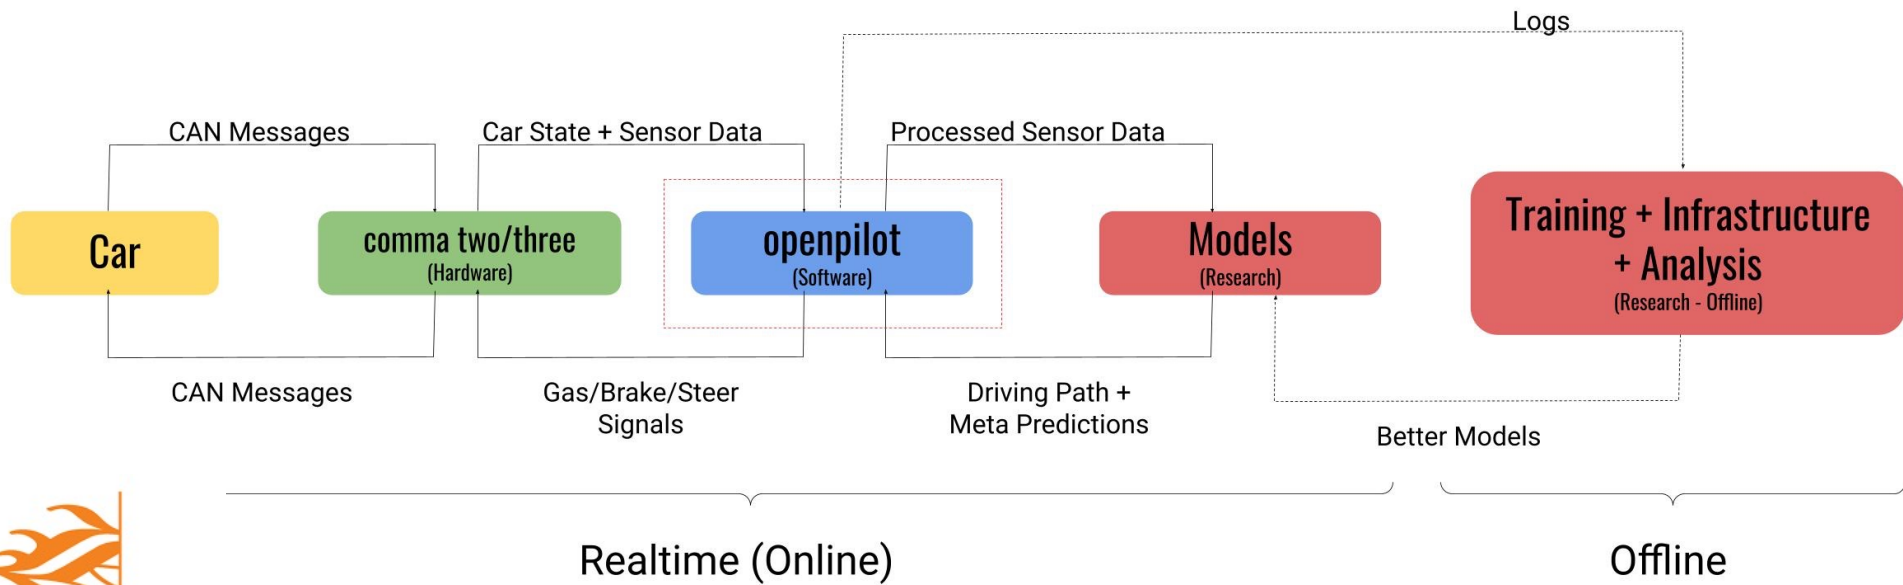 Logs
CAN Messages
Car State + Sensor Data
Processed Sensor Data
Car
comma two/three
(Hardware)
openpilot
(Software)
Models
(Research)
Training + Infrastructure
+ Analysis
(Research - Offline)
CAN Messages
Gas/Brake/Steer
Signals
Driving Path +
Meta Predictions
Better Models
Realtime (Online)
Offline